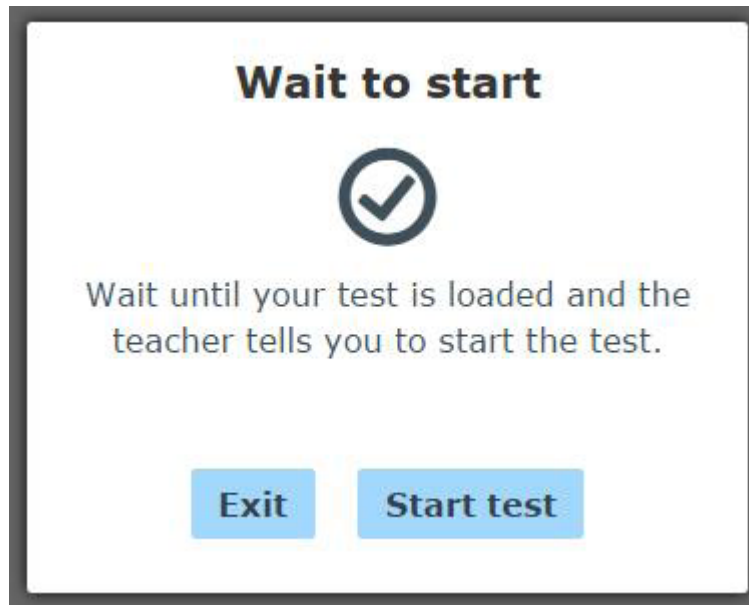 Wait to start
Wait until your test is loaded and the
teacher tells you to start the test.
Exit
Start test